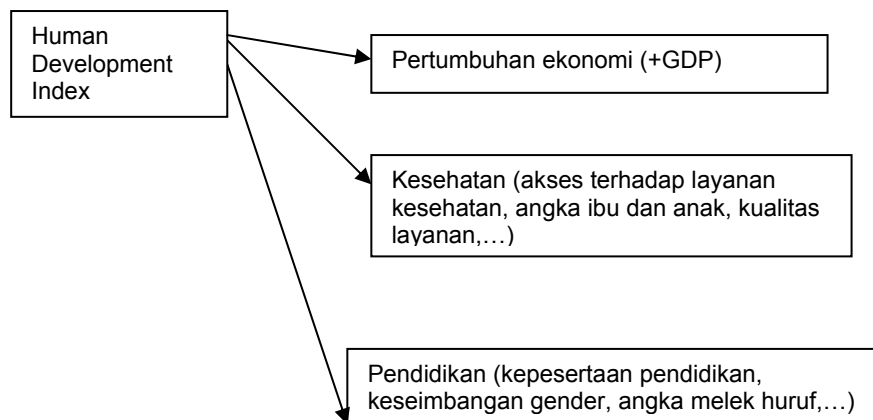 Human
Development
Index
Pertumbuhan ekonomi (+GDP)
Kesehatan (akses terhadap layanan
kesehatan, angka ibu dan anak, kualitas
layanan,…)
Pendidikan (kepesertaan pendidikan,
keseimbangan gender, angka melek huruf,…)